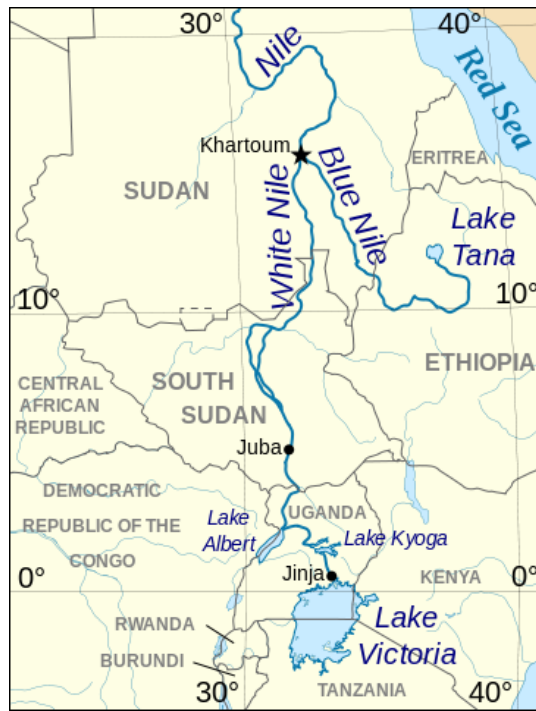 30°
40°
Nile
Red Sea
Khartoum
ERITREA
SUDAN
White Nile
Blue Nile
Lake
Tana
10°
10°
ETHIOPIA
CENTRAL
AFRICAN
REPUBLIC
SOUTH
SUDAN
Juba
DEMOCRATIC
REPUBLIC OF THE
CONGO
UGANDA
Lake
Albert
Lake Kyoga
Jinja
KENYA
0°
0°
RWANDA
BURUNDI
Lake
Victoria
30°
TANZANIA
40°